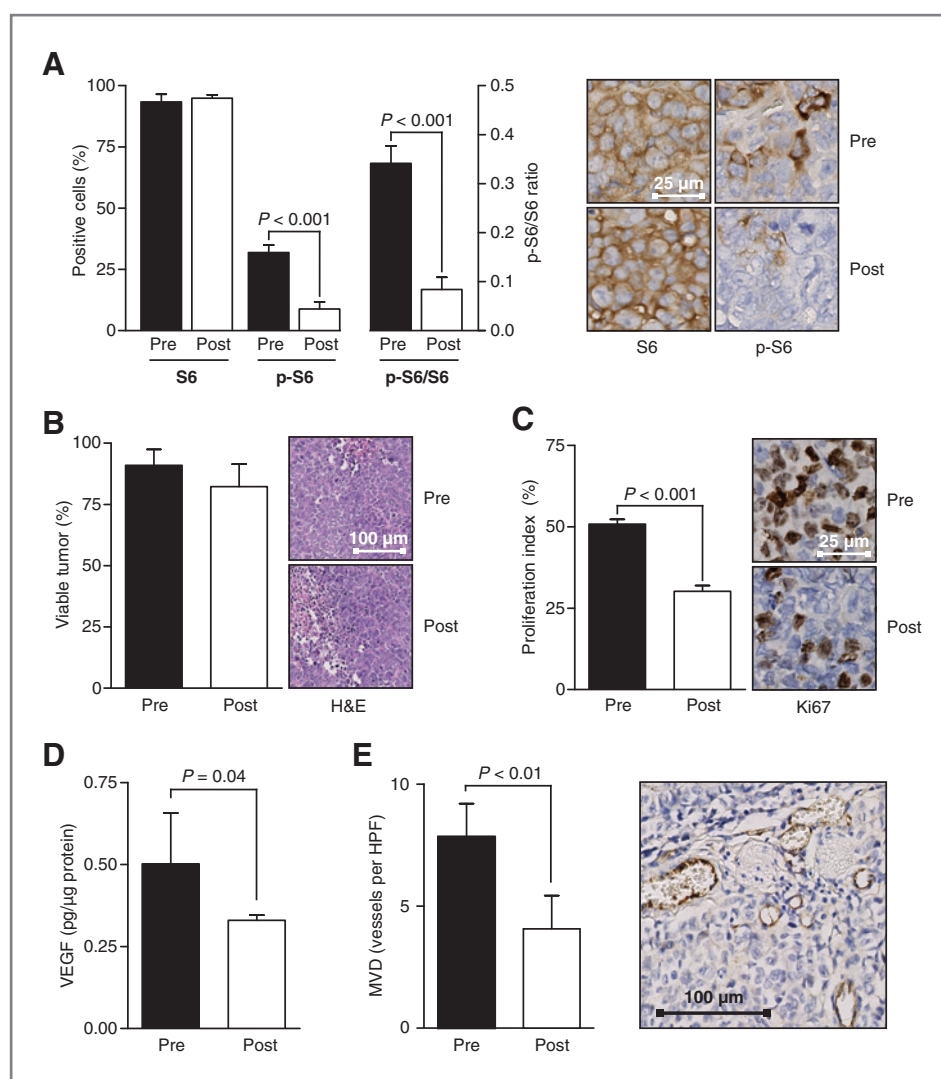 A
Positive cells (%)
100
75
50
25
0
P < 0.001
P < 0.001
0.5
0.4
0.3
0.2
0.1
0.0
p-S6/S6 ratio
Pre Post Pre Post Pre Post
S6 p-S6 p-S6/S6
25 µm
Pre
Post
S6 p-S6
B
Viable tumor (%)
100
75
50
25
0
Pre Post
100 µm
Pre
Post
H&E
C
Proliferation index (%)
75
50
25
0
P < 0.001
Pre Post
25 µm
Pre
Post
Ki67
D
VEGF (pg/µg protein)
0.75
0.50
0.25
0.00
P = 0.04
Pre Post
E
MVD (vessels per HPF)
10
5
0
P < 0.01
Pre Post
100 µm